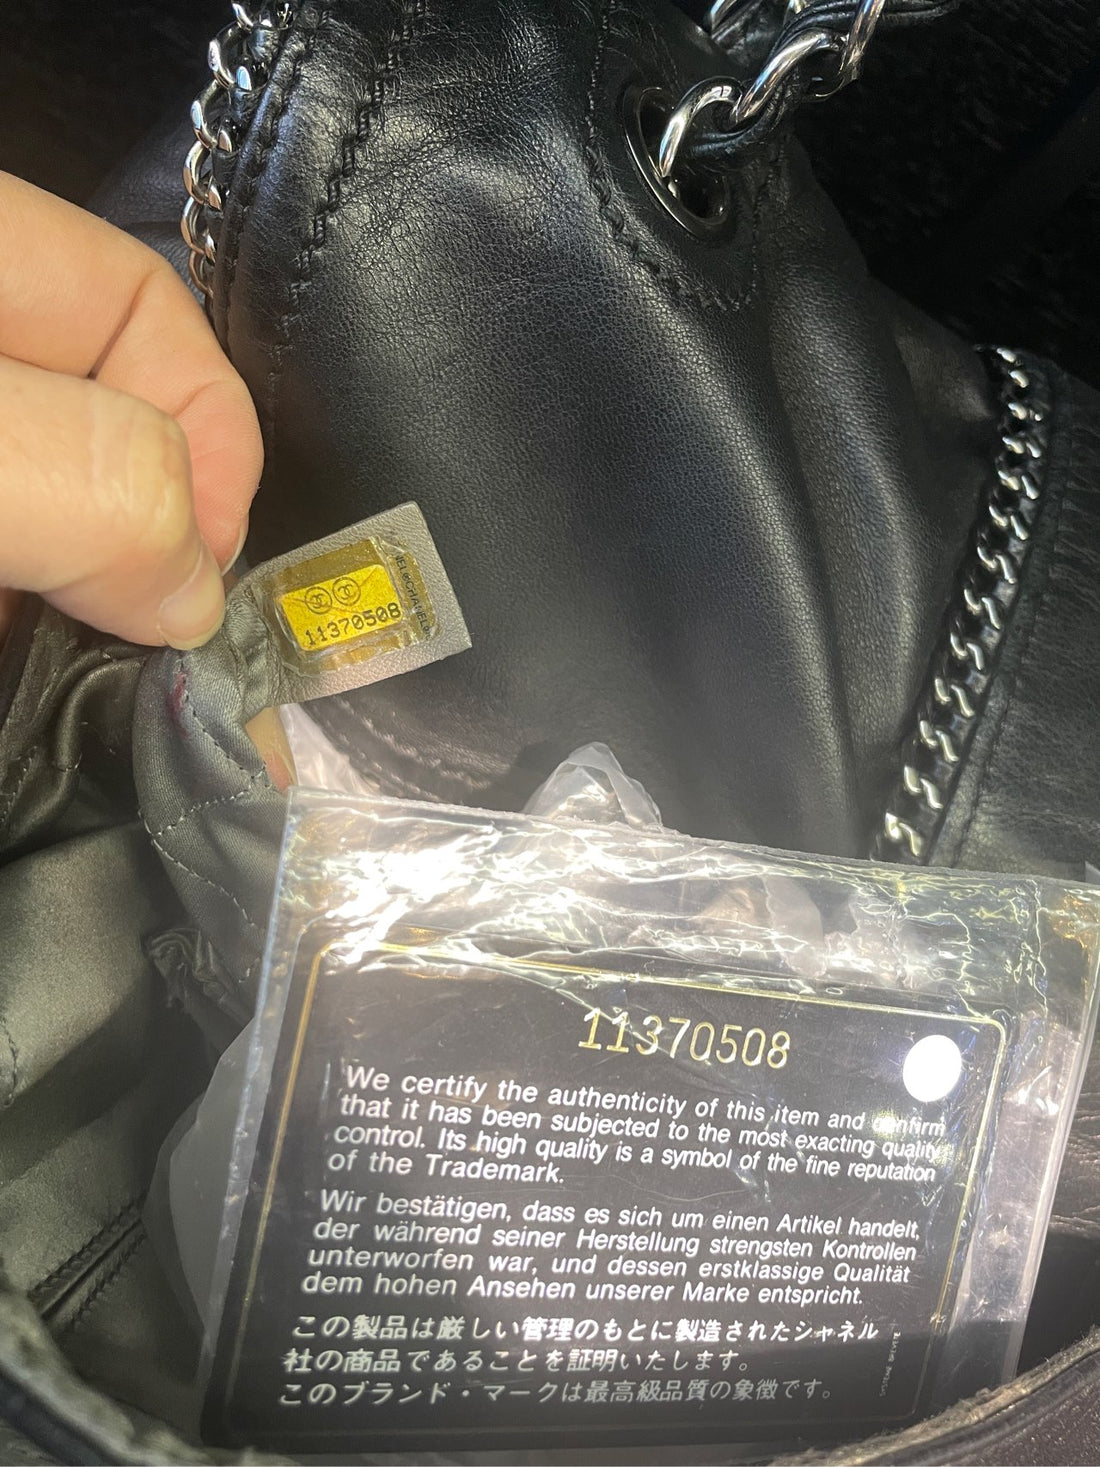 11370508
11370508
We certify the authenticity of this item and confirm
that it has been subjected to the most exacting quality
control. Its high quality is a symbol of the fine reputation
of the Trademark.
Wir bestätigen, dass es sich um einen Artikel handelt,
der während seiner Herstellung strengsten Kontrollen
unterworfen war, und dessen erstklassige Qualität
dem hohen Ansehen unserer Marke entspricht.
この製品は厳しい管理のもとに製造されたシャネル
社の商品であることを証明いたします。
このブランド・マークは最高級品質の象徴です。